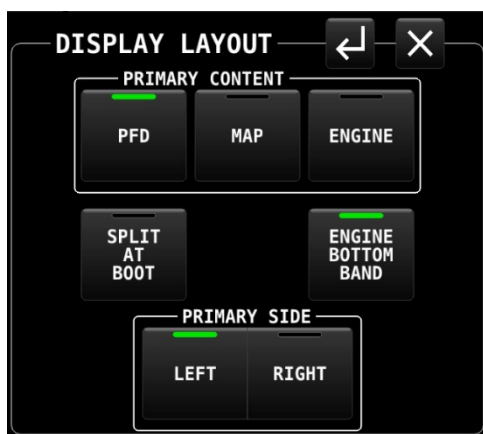 DISPLAY LAYOUT
PRIMARY CONTENT
PFD
MAP
ENGINE
SPLIT
AT
BOOT
ENGINE
BOTTOM
BAND
PRIMARY SIDE
LEFT
RIGHT